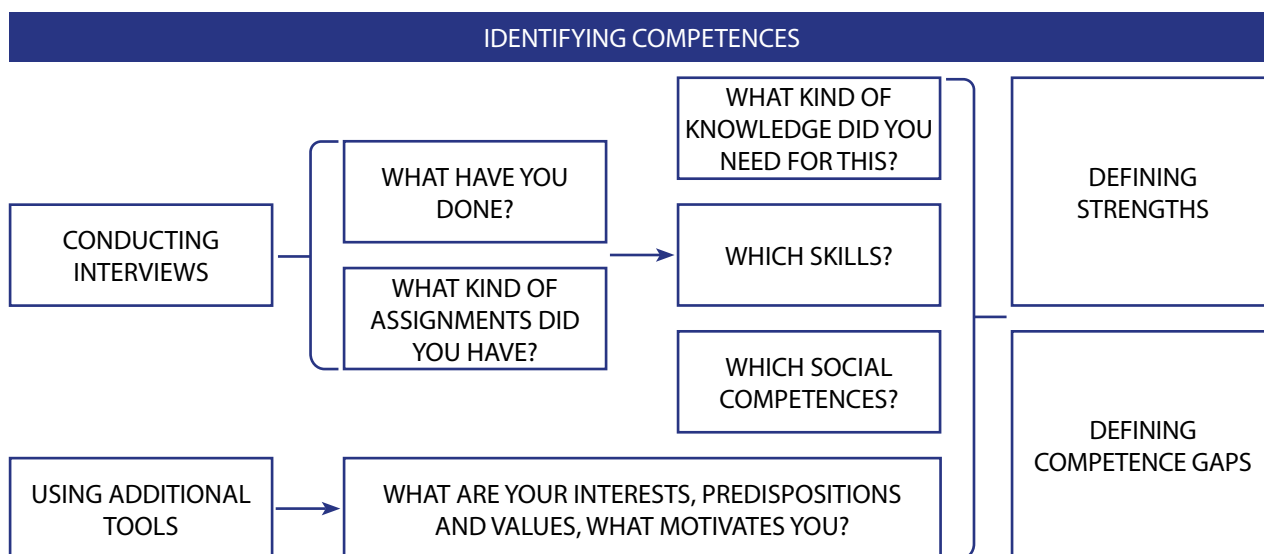 IDENTIFYING COMPETENCES
CONDUCTING
INTERVIEWS
WHAT HAVE YOU
DONE?
WHAT KIND OF
ASSIGNMENTS DID
YOU HAVE?
WHAT KIND OF
KNOWLEDGE DID YOU
NEED FOR THIS?
WHICH SKILLS?
WHICH SOCIAL
COMPETENCES?
USING ADDITIONAL
TOOLS
WHAT ARE YOUR INTERESTS, PREDISPOSITIONS
AND VALUES, WHAT MOTIVATES YOU?
DEFINING
STRENGTHS
DEFINING
COMPETENCE GAPS